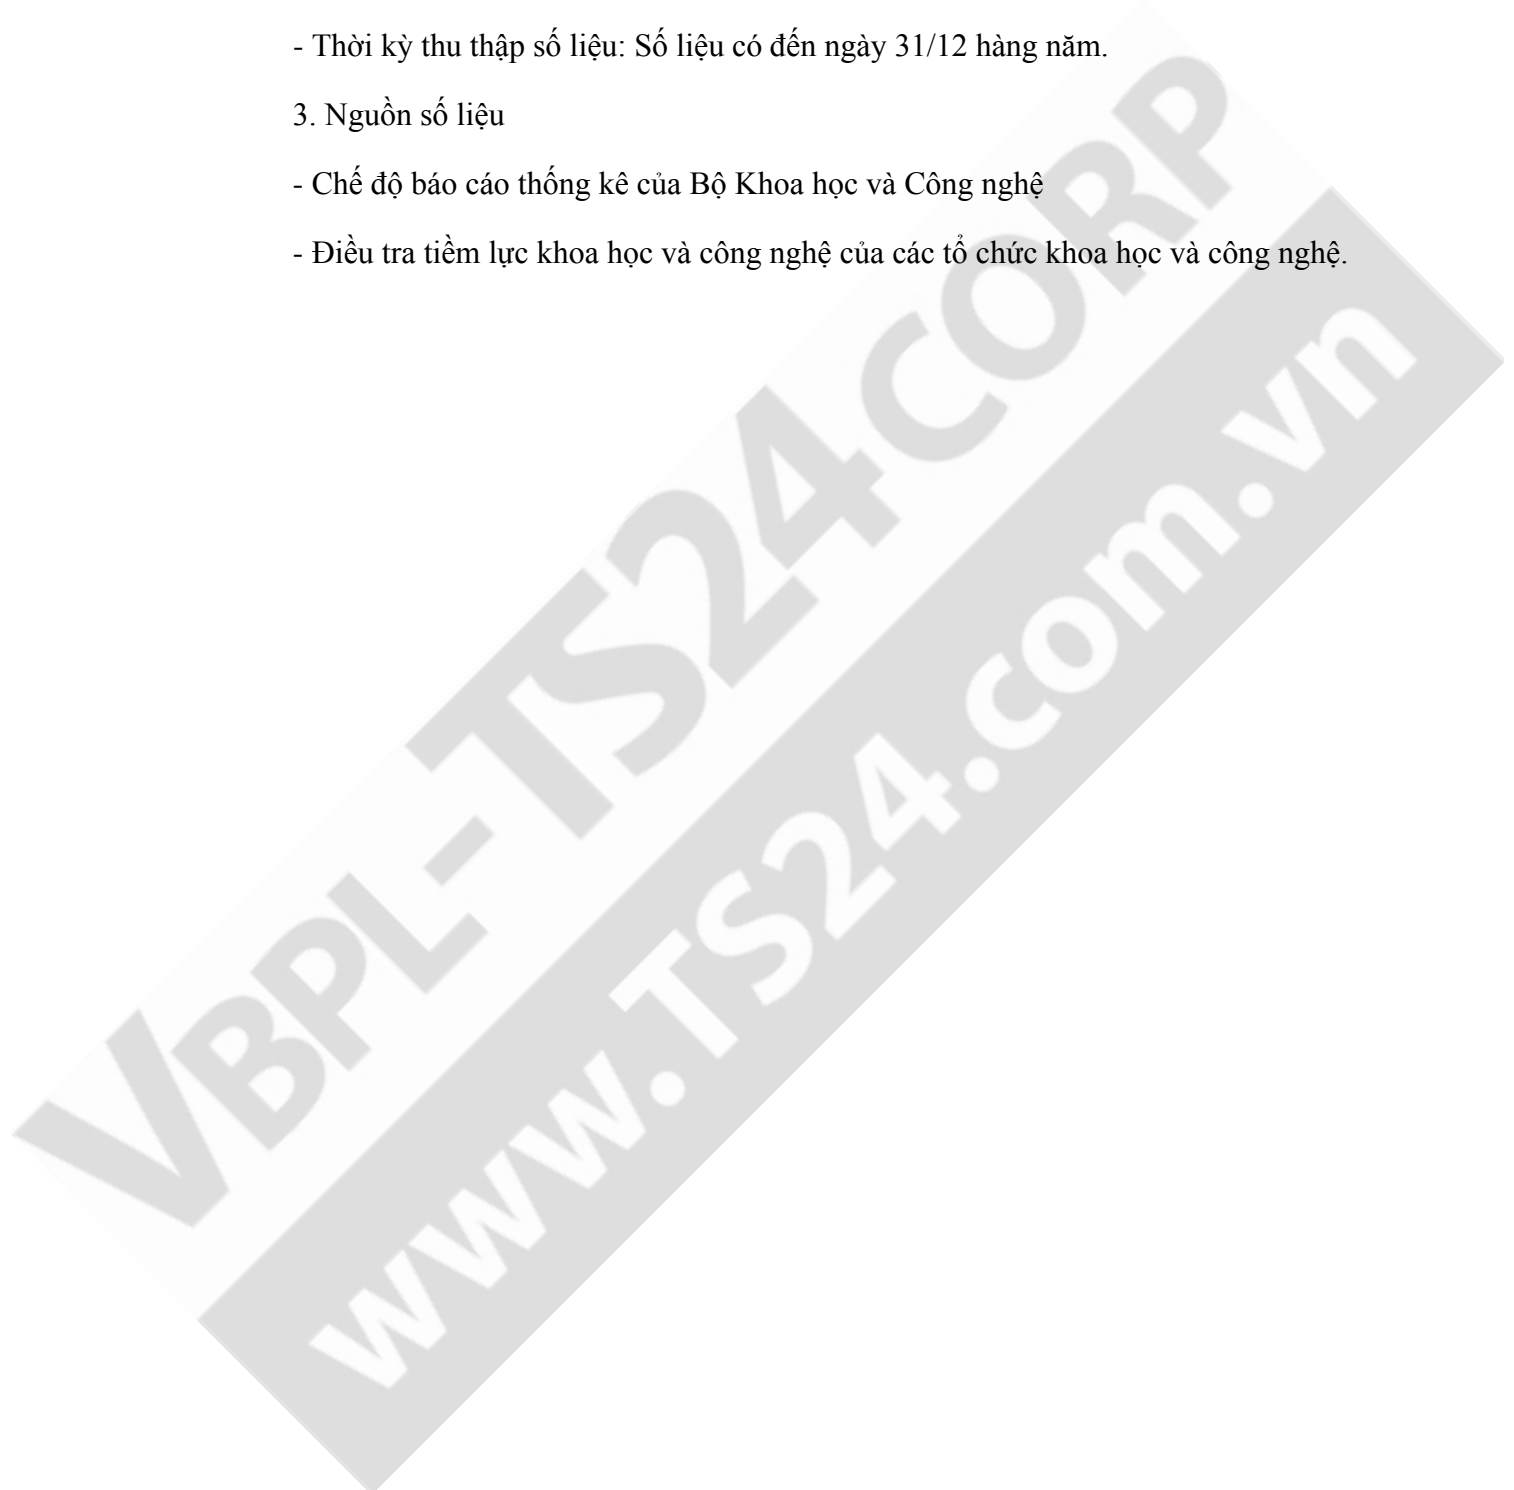 - Thời kỳ thu thập số liệu: Số liệu có đến ngày 31/12 hàng năm.
3. Nguồn số liệu
- Chế độ báo cáo thống kê của Bộ Khoa học và Công nghệ
- Điều tra tiềm lực khoa học và công nghệ của các tổ chức khoa học và công nghệ.
VBPL-TS24CORP
www.TS24.com.vn